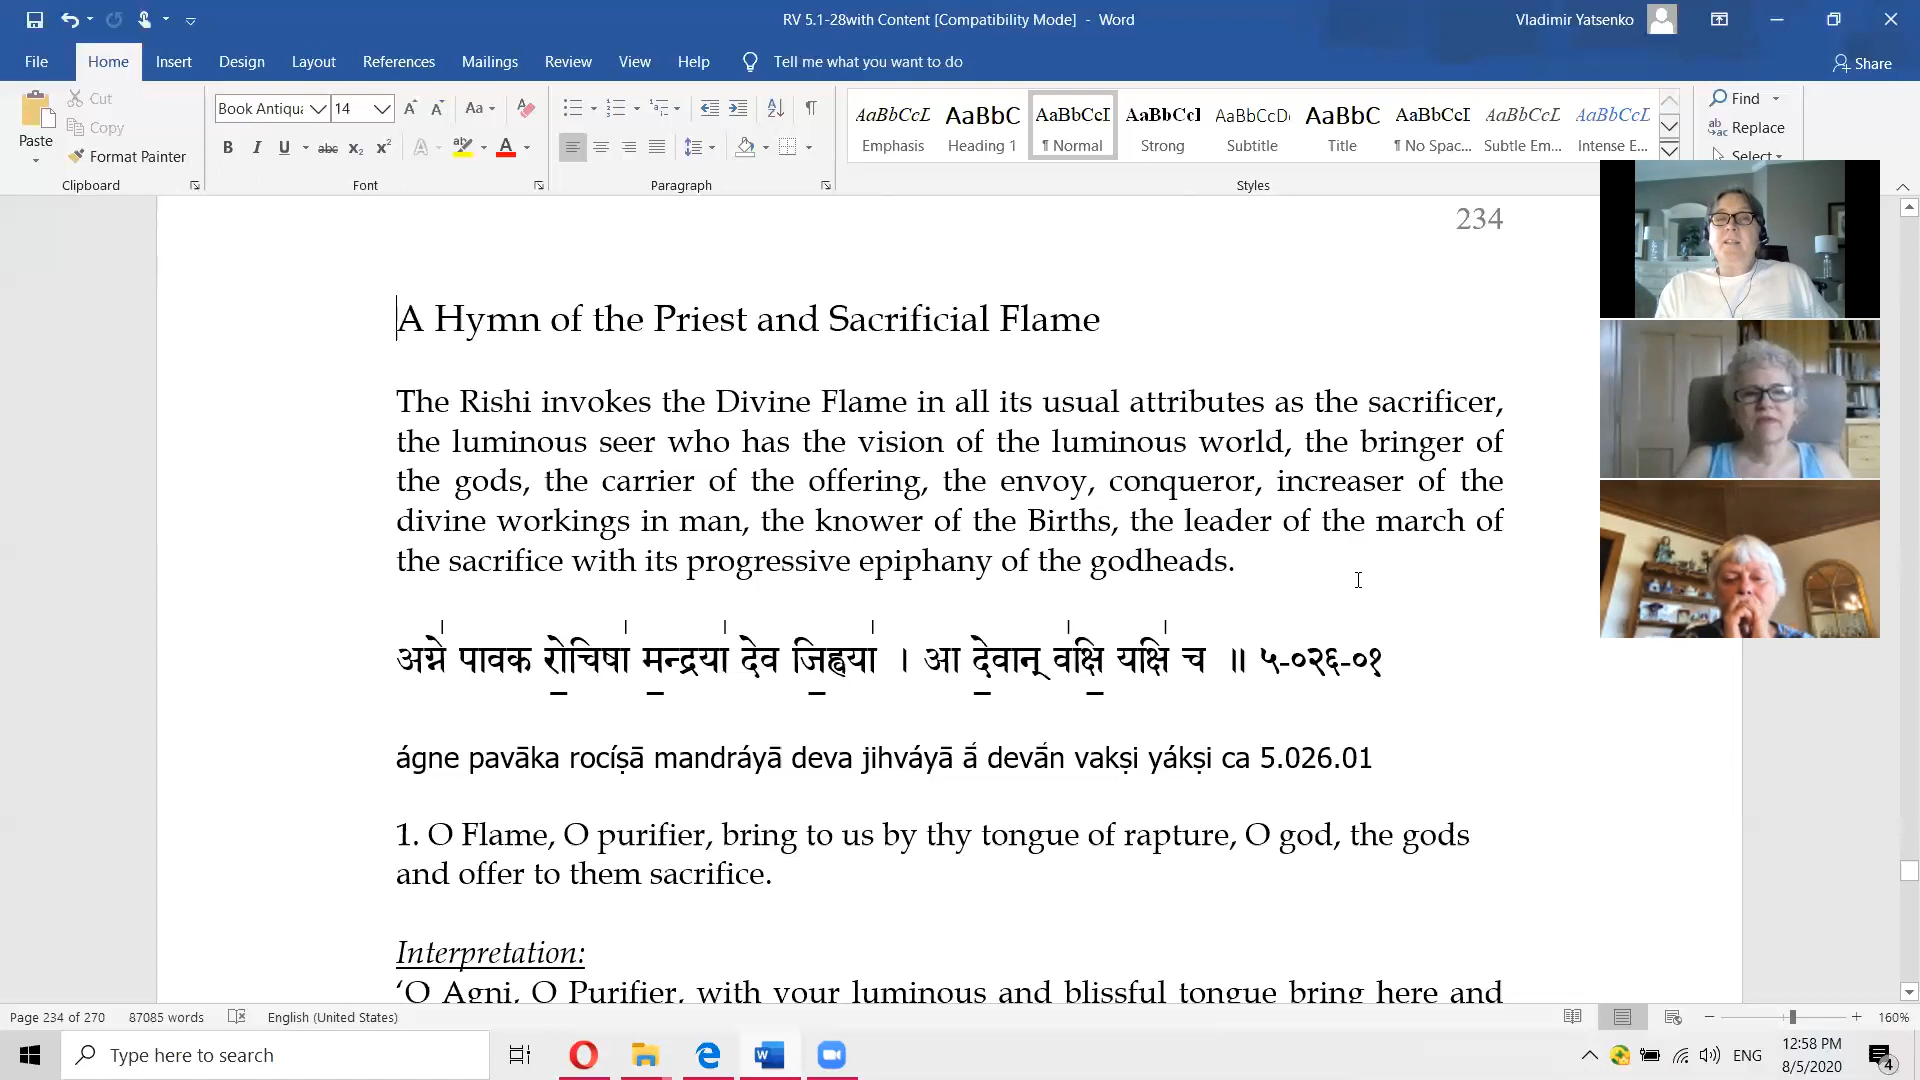 RV 5.1-28with Content [Compatibility Mode] - Word
Vladimir Yatsenko
File Home Insert Design Layout References Mailings Review View Help Tell me what you want to do Share
Paste
Cut
Copy
Format Painter
Clipboard
Book Antiqua 14
Font
Paragraph
AaBbCcI AaBbC AaBbCcI AaBbCcI AaBbCcD AaBbC AaBbCcI AaBbCcI AaBbCcI
Emphasis Heading 1 ¶ Normal Strong Subtitle Title ¶ No Spac... Subtle Em... Intense E...
Styles
Find
Replace
Select
234
A Hymn of the Priest and Sacrificial Flame
The Rishi invokes the Divine Flame in all its usual attributes as the sacrificer,
the luminous seer who has the vision of the luminous world, the bringer of
the gods, the carrier of the offering, the envoy, conqueror, increaser of the
divine workings in man, the knower of the Births, the leader of the march of
the sacrifice with its progressive epiphany of the godheads.
अग्ने॑ पावक रो॒चिषा॑ म॒न्द्रया॑ देव जि॒ह्वया॑ । आ दे॒वान् व॑क्षि॒ यक्षि॑ च ॥ ५-०२६-०१
ágne pavāka rocíṣā mandráyā deva jihváyā ā́ devā́n vakṣi yákṣi ca 5.026.01
1. O Flame, O purifier, bring to us by thy tongue of rapture, O god, the gods
and offer to them sacrifice.
Interpretation:
‘O Agni, O Purifier, with your luminous and blissful tongue bring here and
Page 234 of 270 87085 words English (United States) 160%
Type here to search
ENG
12:58 PM
8/5/2020
4